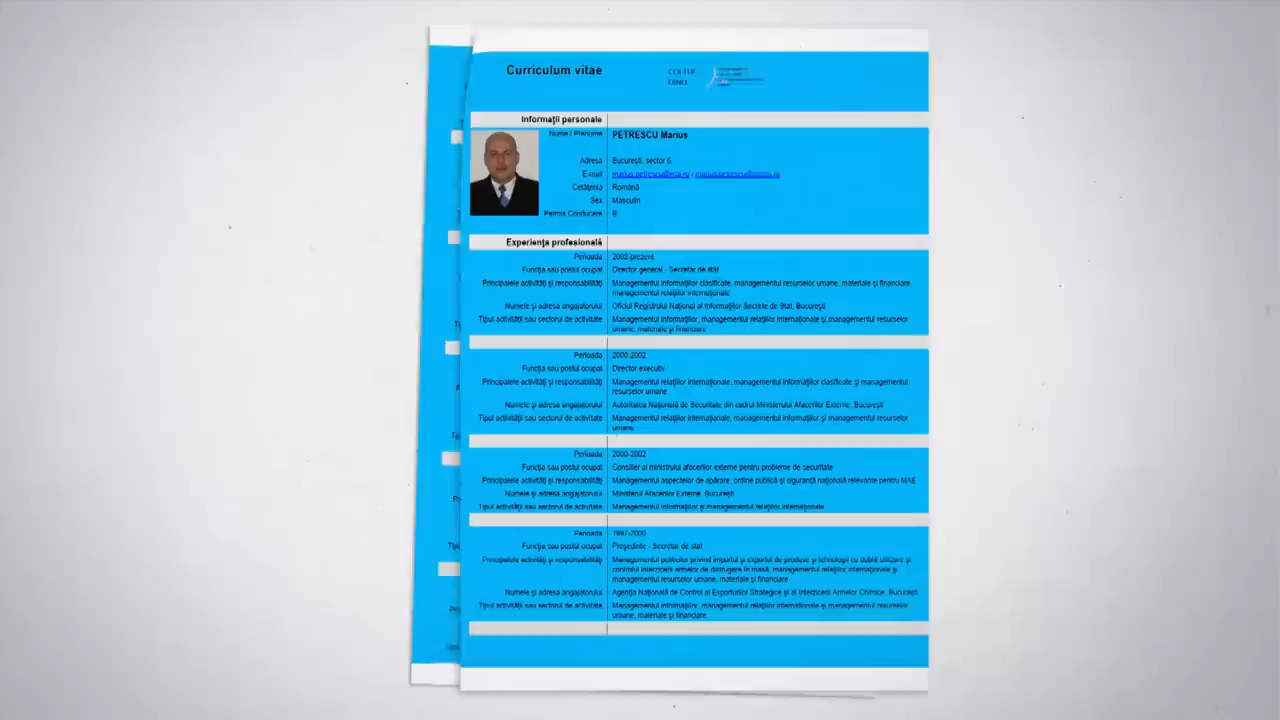 Curriculum vitae
Informaţii personale
Nume / Prenume PETRESCU Marius
Adresa Bucureşti, sector 6,
E-mail
Cetăţenia Română
Sex Masculin
Permis Conducere B
Experienţa profesională
Perioada 2002-prezent
Funcţia sau postul ocupat Director general - Secretar de stat
Principalele activităţi şi responsabilităţi Managementul informaţiilor clasificate, managementul resurselor umane, materiale şi financiare,
managementul relaţiilor internaţionale
Numele şi adresa angajatorului Oficiul Registrului Naţional al Informaţiilor Secrete de Stat, Bucureşti
Tipul activităţii sau sectorul de activitate Managementul informaţiilor, managementul relaţiilor internaţionale şi managementul resurselor
umane, materiale şi financiare
Perioada 2000-2002
Funcţia sau postul ocupat Director executiv
Principalele activităţi şi responsabilităţi Managementul relaţiilor internaţionale, managementul informaţiilor clasificate şi managementul
resurselor umane
Numele şi adresa angajatorului Autoritatea Naţională de Securitate din cadrul Ministerului Afacerilor Externe, Bucureşti
Tipul activităţii sau sectorul de activitate Managementul relaţiilor internaţionale, managementul informaţiilor şi managementul resurselor
umane
Perioada 2000-2002
Funcţia sau postul ocupat Consilier al ministrului afacerilor externe pentru probleme de securitate
Principalele activităţi şi responsabilităţi Managementul aspectelor de apărare, ordine publică şi siguranţă naţională relevante pentru MAE
Numele şi adresa angajatorului Ministerul Afacerilor Externe, Bucureşti
Tipul activităţii sau sectorul de activitate Managementul informaţiilor şi managementul relaţiilor internaţionale
Perioada 1997-2000
Funcţia sau postul ocupat Preşedinte - Secretar de stat
Principalele activităţi şi responsabilităţi Managementul politicilor privind importul şi exportul de produse şi tehnologii cu dublă utilizare şi
controlul interzicerii armelor de distrugere în masă, managementul relaţiilor internaţionale şi
managementul resurselor umane, materiale şi financiare
Numele şi adresa angajatorului Agenţia Naţională de Control al Exporturilor Strategice şi al Interzicerii Armelor Chimice, Bucureşti
Tipul activităţii sau sectorul de activitate Managementul informaţiilor, managementul relaţiilor internaţionale şi managementul resurselor
umane, materiale şi financiare